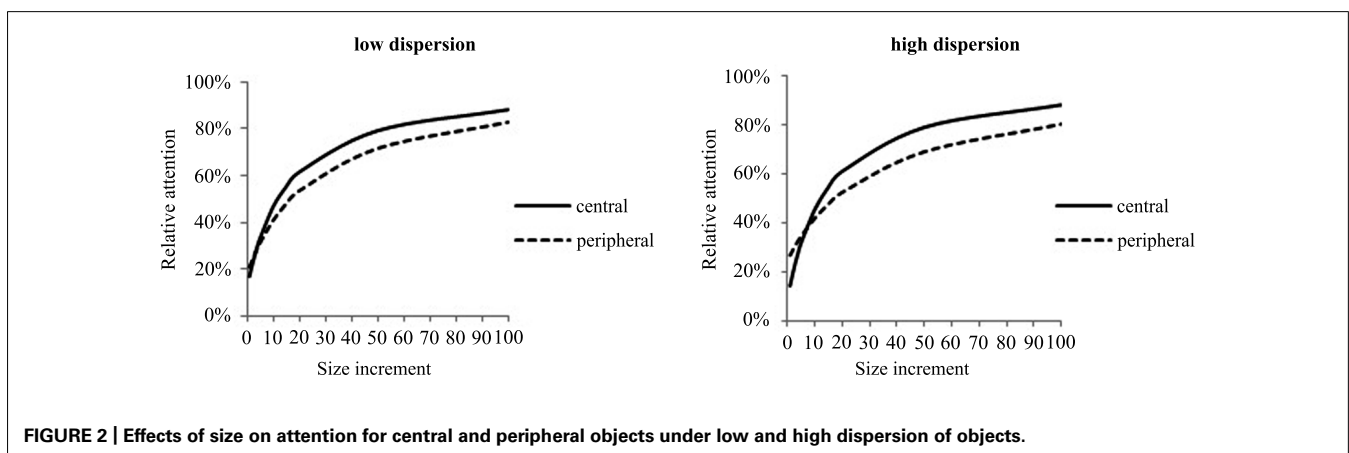 low dispersion
100%
80%
60%
40%
20%
0%
Relative attention
0 10 20 30 40 50 60 70 80 90 100
Size increment
central
peripheral
high dispersion
100%
80%
60%
40%
20%
0%
Relative attention
0 10 20 30 40 50 60 70 80 90 100
Size increment
central
peripheral
FIGURE 2 | Effects of size on attention for central and peripheral objects under low and high dispersion of objects.